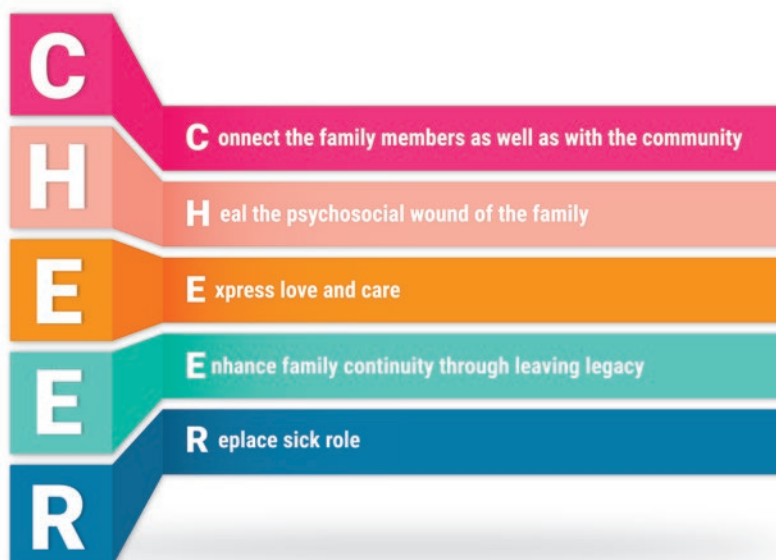 C
H
E
E
R
C onnect the family members as well as with the community
H eal the psychosocial wound of the family
E xpress love and care
E nhance family continuity through leaving legacy
R eplace sick role